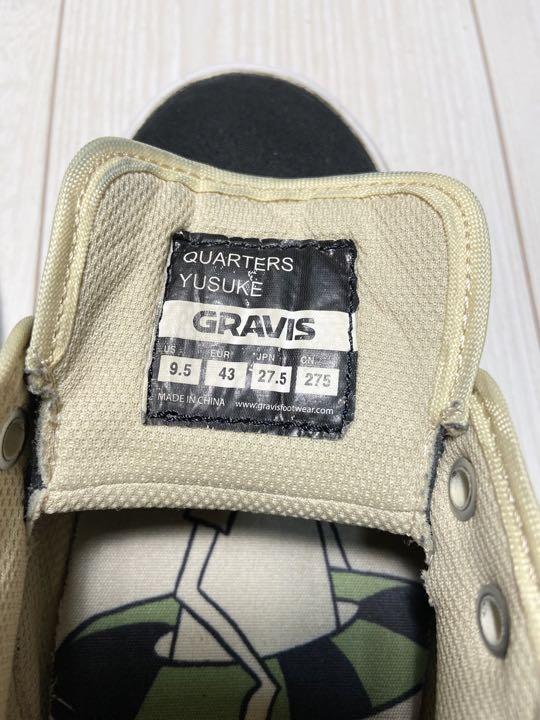 QUARTERS
YUSUKE
GRAVIS
US EUR JPN CN
9.5 43 27.5 275
MADE IN CHINA www.gravisfootwear.com